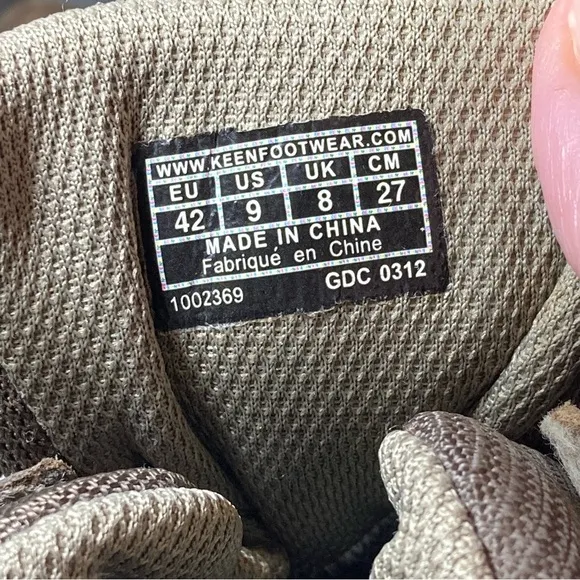 WWW.KEENFOOTWEAR.COM
EU US UK CM
42 9 8 27
MADE IN CHINA
Fabriqué en Chine
1002369 GDC 0312